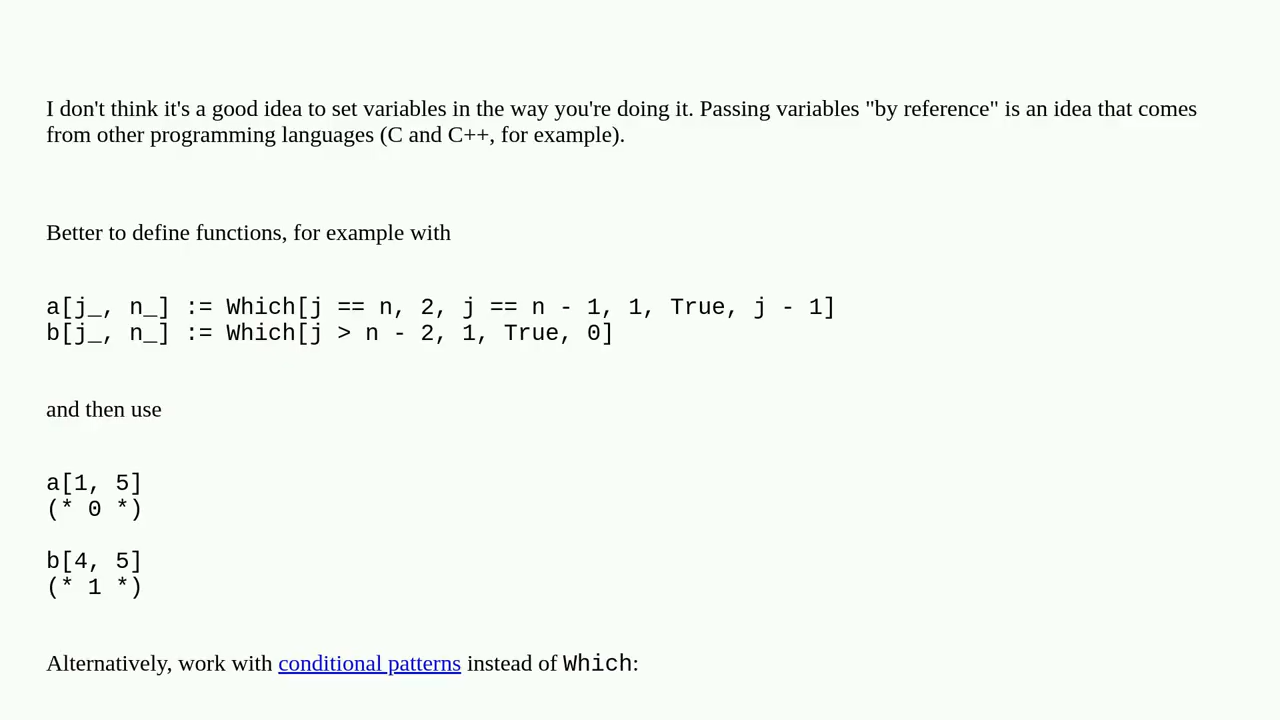 I don't think it's a good idea to set variables in the way you're doing it. Passing variables "by reference" is an idea that comes
from other programming languages (C and C++, for example).
Better to define functions, for example with
a[j_, n_] := Which[j == n, 2, j == n - 1, 1, True, j - 1]
b[j_, n_] := Which[j > n - 2, 1, True, 0]
and then use
a[1, 5]
(* 0 *)
b[4, 5]
(* 1 *)
Alternatively, work with conditional patterns instead of Which: